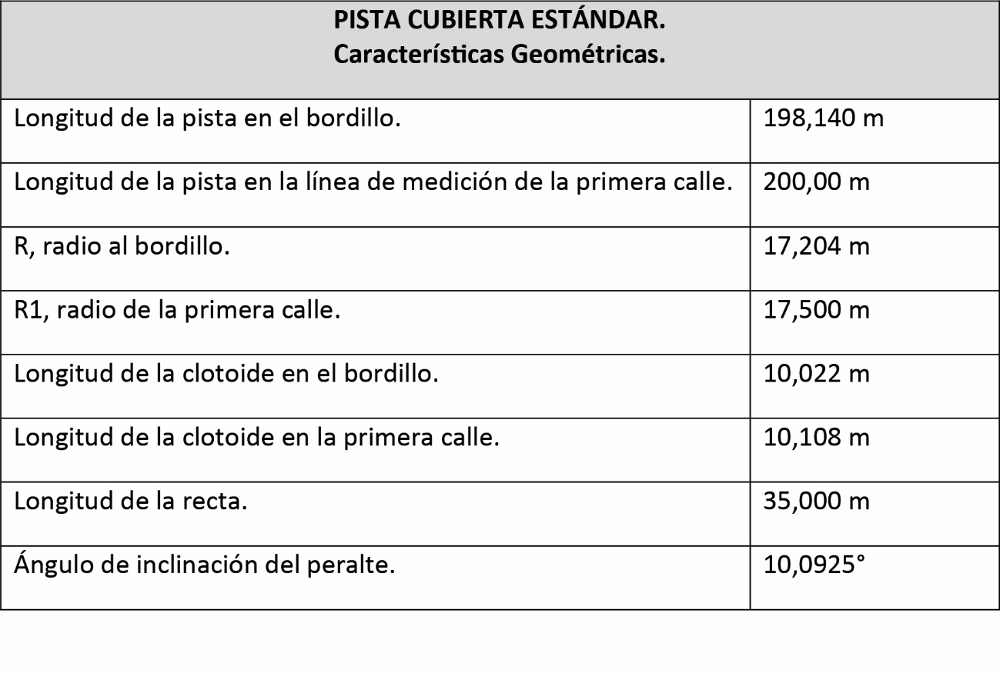 PISTA CUBIERTA ESTÁNDAR.
Características Geométricas.
Longitud de la pista en el bordillo. 198,140 m
Longitud de la pista en la línea de medición de la primera calle. 200,00 m
R, radio al bordillo. 17,204 m
R1, radio de la primera calle. 17,500 m
Longitud de la clotoide en el bordillo. 10,022 m
Longitud de la clotoide en la primera calle. 10,108 m
Longitud de la recta. 35,000 m
Ángulo de inclinación del peralte. 10,0925°